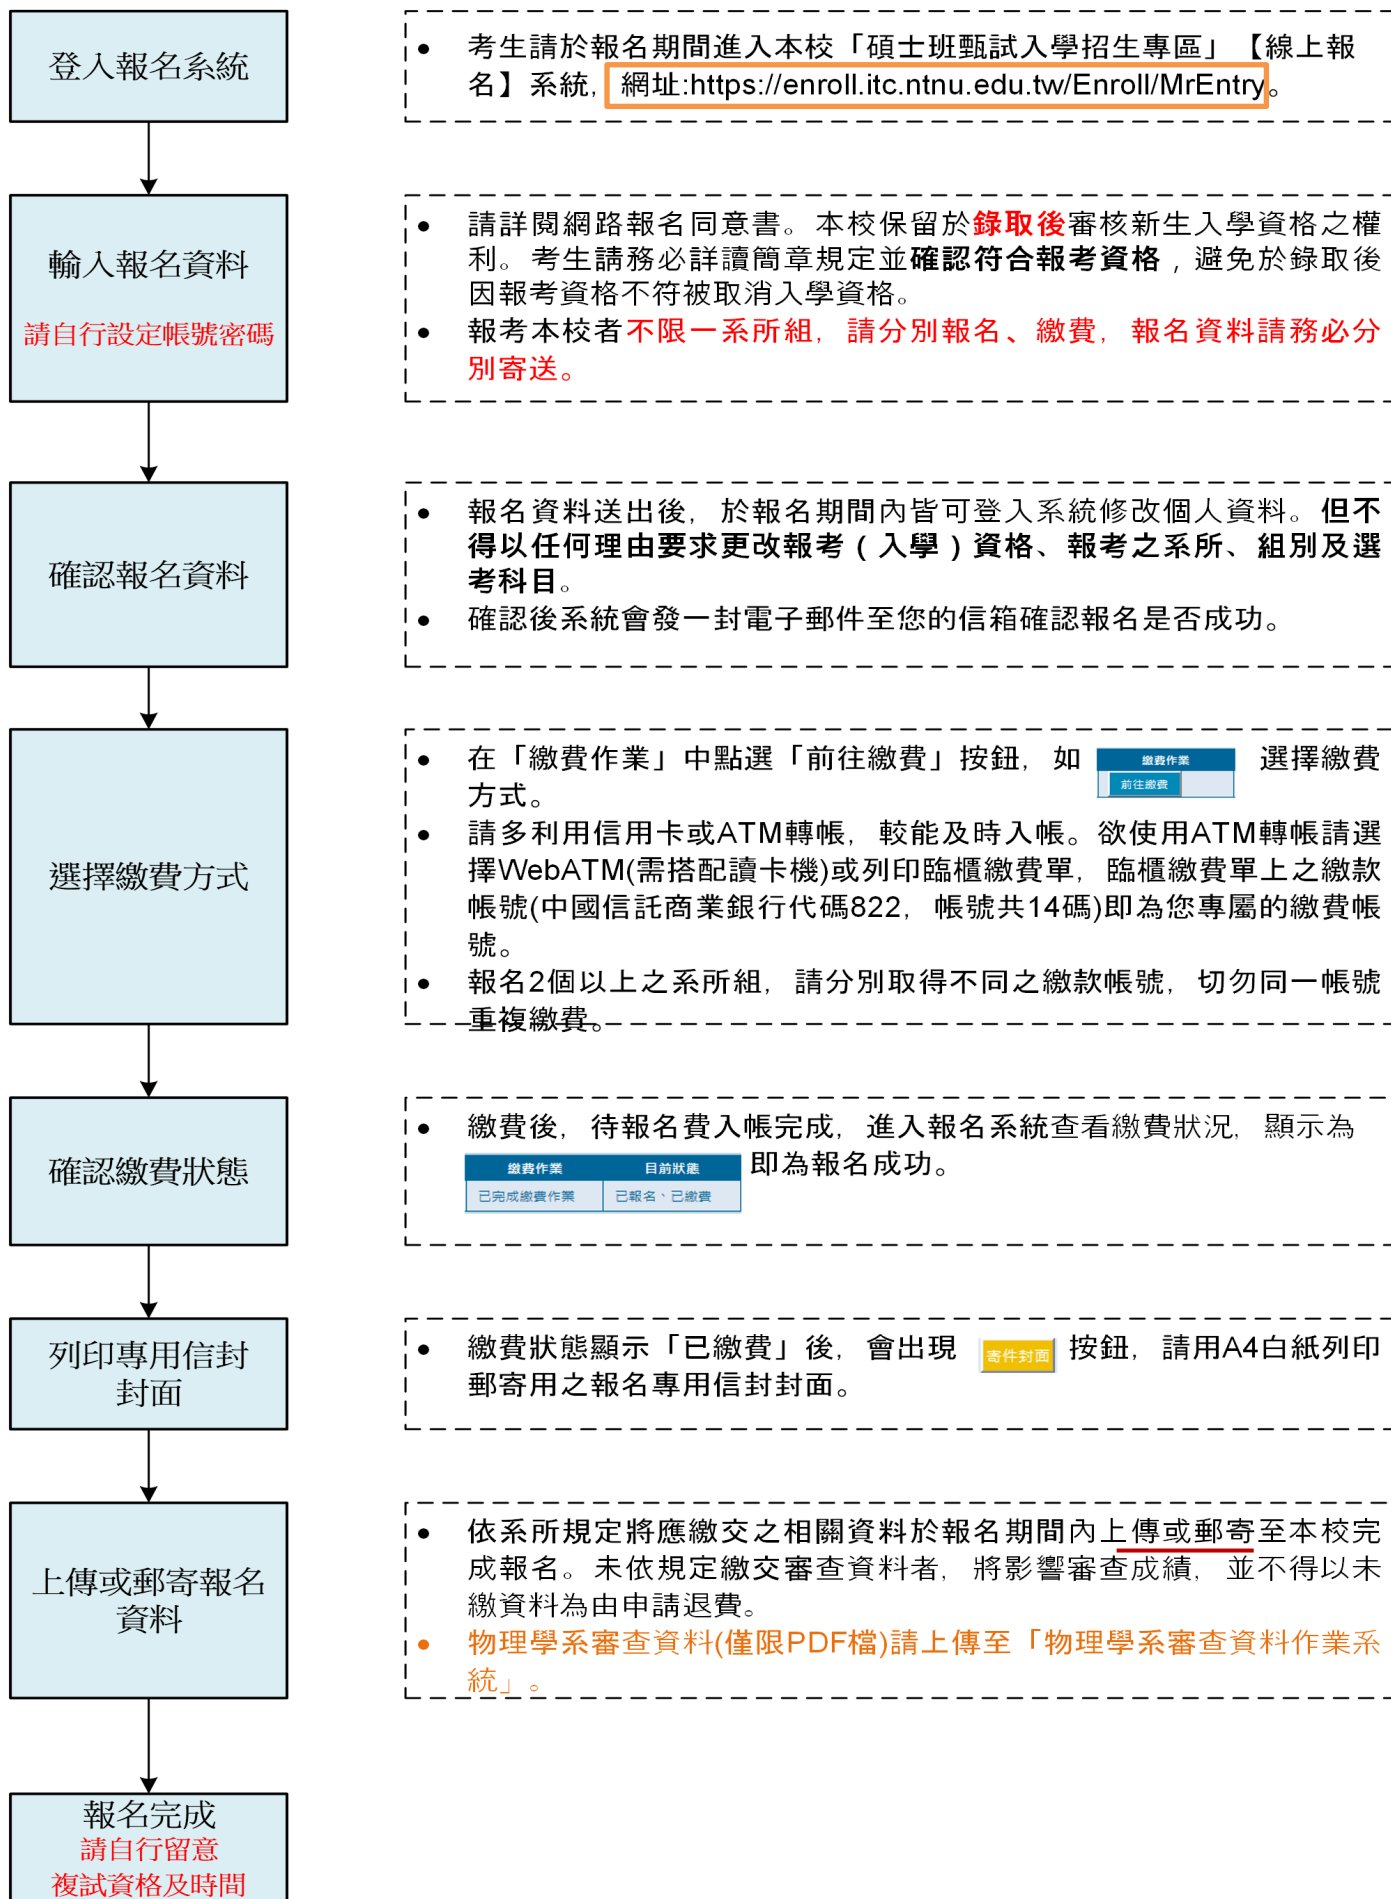 登入報名系統
• 考生請於報名期間進入本校「碩士班甄試入學招生專區」【線上報
名】系統, 網址:https://enroll.itc.ntnu.edu.tw/Enroll/MrEntry。
輸入報名資料
請自行設定帳號密碼
• 請詳閱網路報名同意書。本校保留於錄取後審核新生入學資格之權
利。考生請務必詳讀簡章規定並確認符合報考資格，避免於錄取後
因報考資格不符被取消入學資格。
• 報考本校者不限一系所組, 請分別報名、繳費, 報名資料請務必分
別寄送。
確認報名資料
• 報名資料送出後, 於報名期間內皆可登入系統修改個人資料。但不
得以任何理由要求更改報考（入學）資格、報考之系所、組別及選
考科目。
• 確認後系統會發一封電子郵件至您的信箱確認報名是否成功。
選擇繳費方式
• 在「繳費作業」中點選「前往繳費」按鈕, 如 繳費作業 前往繳費 選擇繳費
方式。
• 請多利用信用卡或ATM轉帳, 較能及時入帳。欲使用ATM轉帳請選
擇WebATM(需搭配讀卡機)或列印臨櫃繳費單, 臨櫃繳費單上之繳款
帳號(中國信託商業銀行代碼822, 帳號共14碼)即為您專屬的繳費帳
號。
• 報名2個以上之系所組, 請分別取得不同之繳款帳號, 切勿同一帳號
重複繳費。
確認繳費狀態
• 繳費後, 待報名費入帳完成, 進入報名系統查看繳費狀況, 顯示為
繳費作業 目前狀態 即為報名成功。
已完成繳費作業 已報名、已繳費
列印專用信封
封面
• 繳費狀態顯示「已繳費」後, 會出現 寄件封面 按鈕, 請用A4白紙列印
郵寄用之報名專用信封封面。
上傳或郵寄報名
資料
• 依系所規定將應繳交之相關資料於報名期間內上傳或郵寄至本校完
成報名。未依規定繳交審查資料者, 將影響審查成績, 並不得以未
繳資料為由申請退費。
• 物理學系審查資料(僅限PDF檔)請上傳至「物理學系審查資料作業系
統」。
報名完成
請自行留意
複試資格及時間